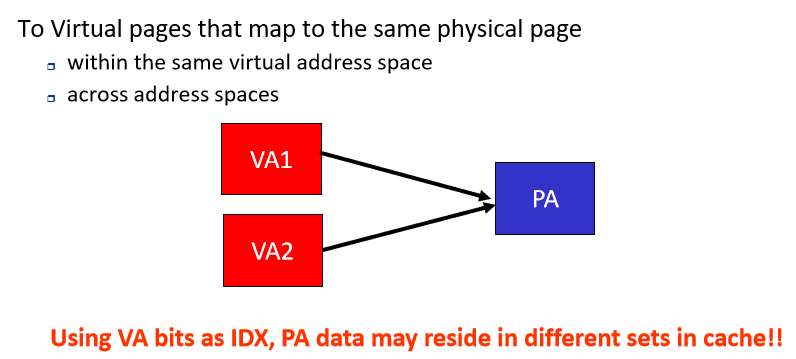 To Virtual pages that map to the same physical page
within the same virtual address space
across address spaces
VA1
PA
VA2
Using VA bits as IDX, PA data may reside in different sets in cache!!